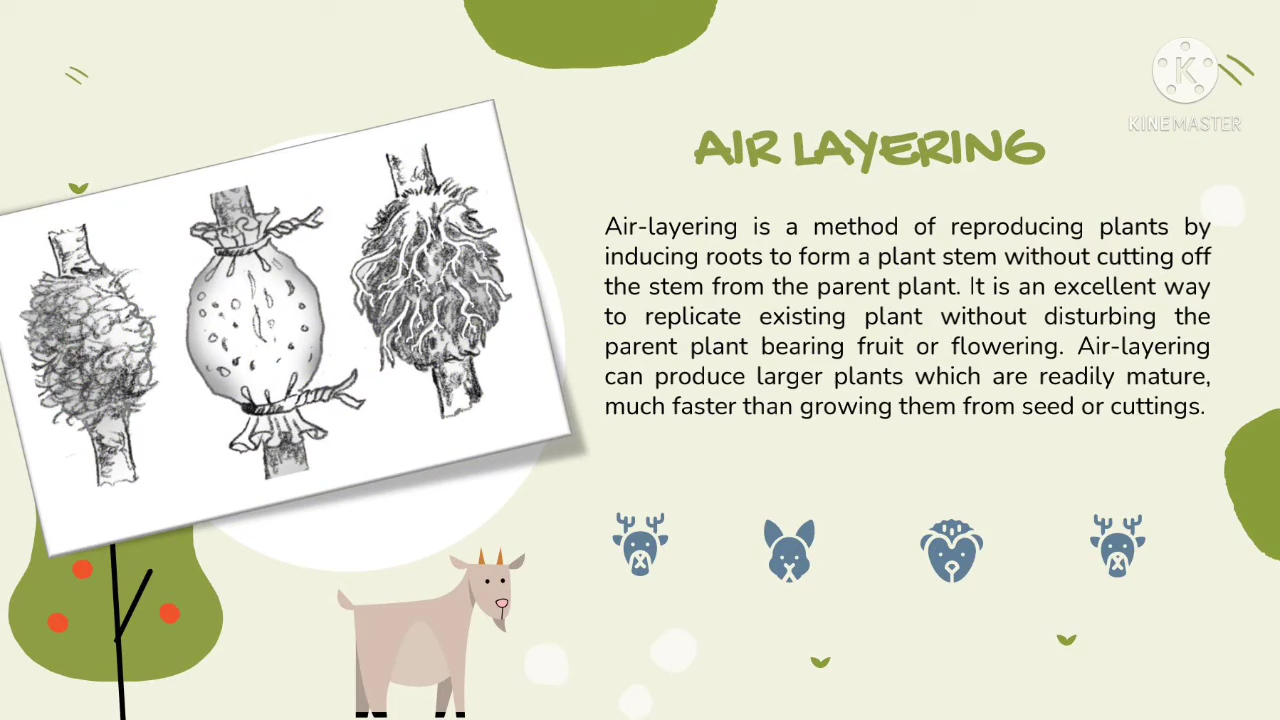 K
KINEMASTER
AIR LAYERING
Air-layering is a method of reproducing plants by
inducing roots to form a plant stem without cutting off
the stem from the parent plant. It is an excellent way
to replicate existing plant without disturbing the
parent plant bearing fruit or flowering. Air-layering
can produce larger plants which are readily mature,
much faster than growing them from seed or cuttings.